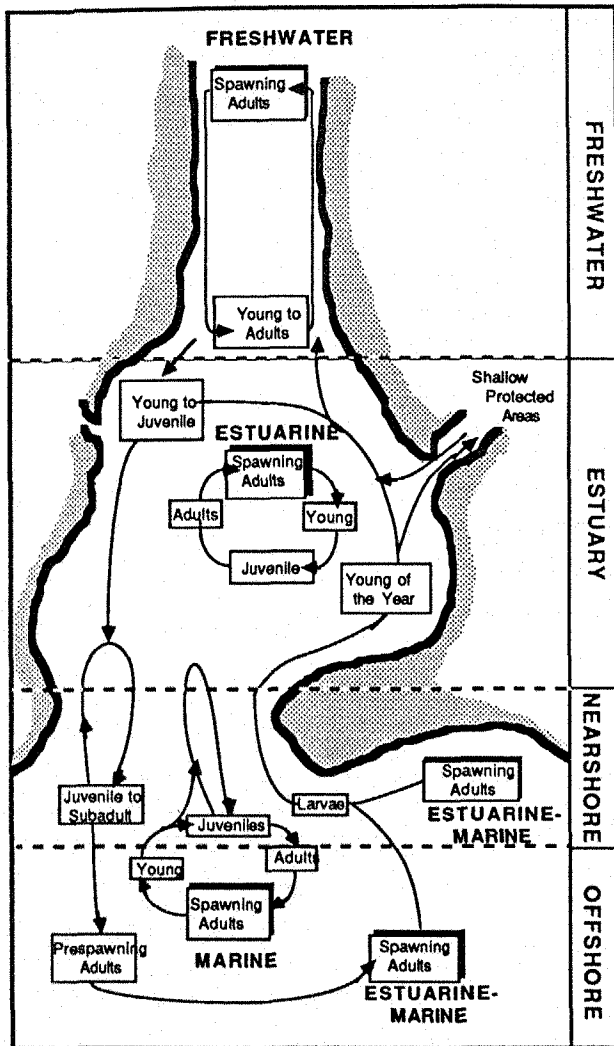 FRESHWATER
Spawning
Adults
Young to
Adults
FRESHWATER
Shallow
Protected
Areas
Young to
Juvenile
ESTUARINE
Spawning
Adults
Adults
Young
Juvenile
Young of
the Year
ESTUARY
Spawning
Adults
Larvae
ESTUARINE-
MARINE
Juvenile to
Subadult
Juveniles
NEARSHORE
Young
Adults
Spawning
Adults
MARINE
Prespawning
Adults
Spawning
Adults
ESTUARINE-
MARINE
OFFSHORE